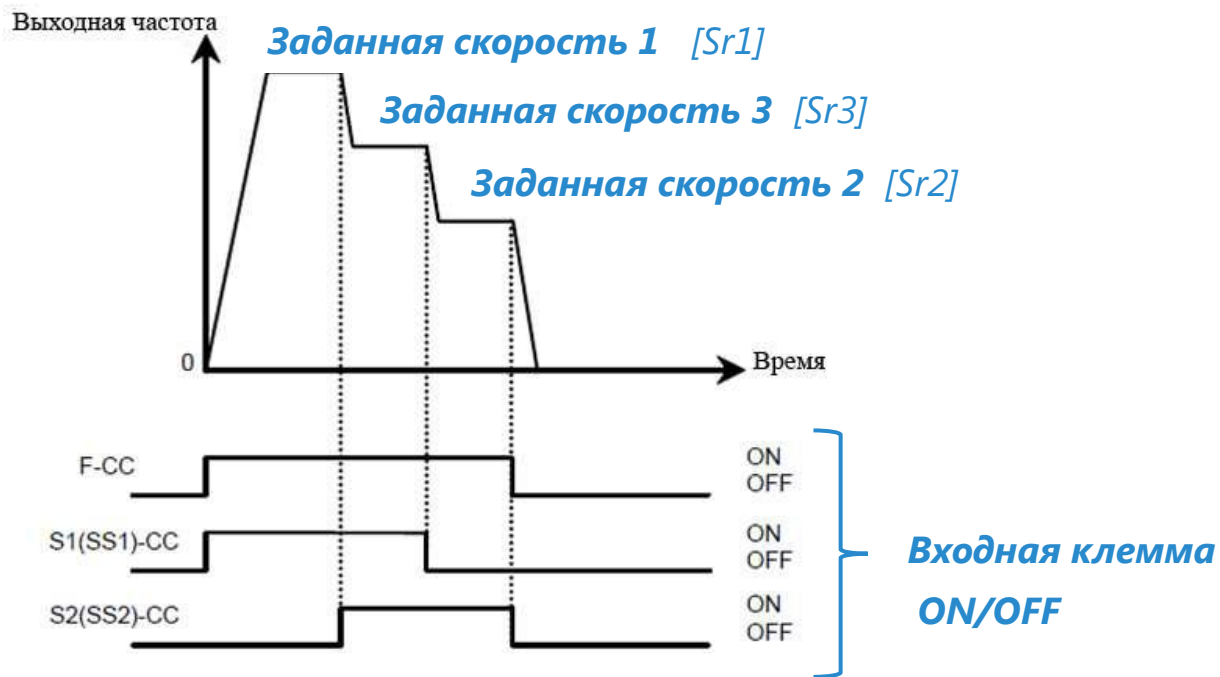 Выходная частота
Заданная скорость 1 [Sr1]
Заданная скорость 3 [Sr3]
Заданная скорость 2 [Sr2]
0
Время
F-CC
ON
OFF
S1(SS1)-CC
ON
OFF
S2(SS2)-CC
ON
OFF
Входная клемма
ON/OFF